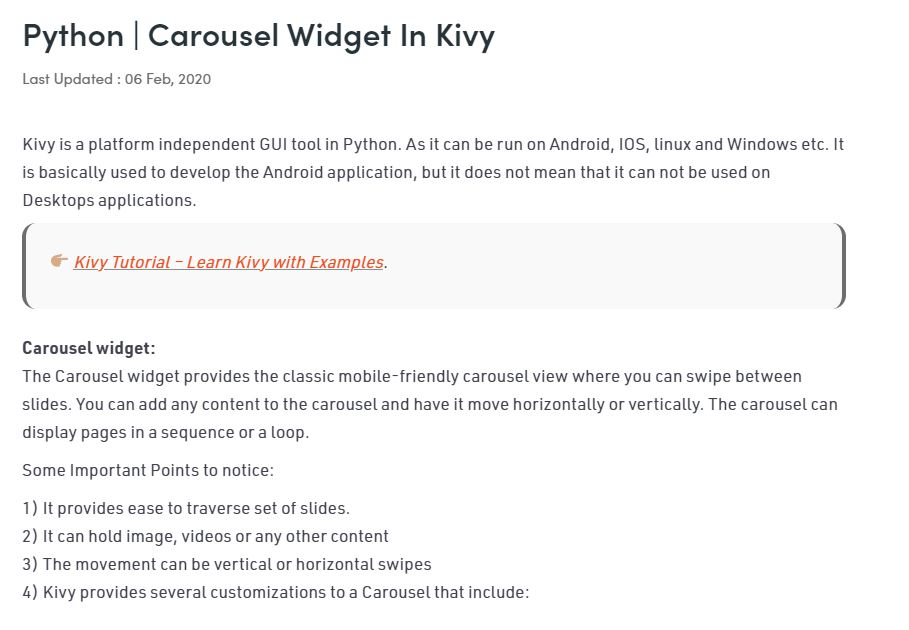 Python | Carousel Widget In Kivy
Last Updated : 06 Feb, 2020
Kivy is a platform independent GUI tool in Python. As it can be run on Android, IOS, linux and Windows etc. It
is basically used to develop the Android application, but it does not mean that it can not be used on
Desktops applications.
Kivy Tutorial – Learn Kivy with Examples.
Carousel widget:
The Carousel widget provides the classic mobile-friendly carousel view where you can swipe between
slides. You can add any content to the carousel and have it move horizontally or vertically. The carousel can
display pages in a sequence or a loop.
Some Important Points to notice:
1) It provides ease to traverse set of slides.
2) It can hold image, videos or any other content
3) The movement can be vertical or horizontal swipes
4) Kivy provides several customizations to a Carousel that include: